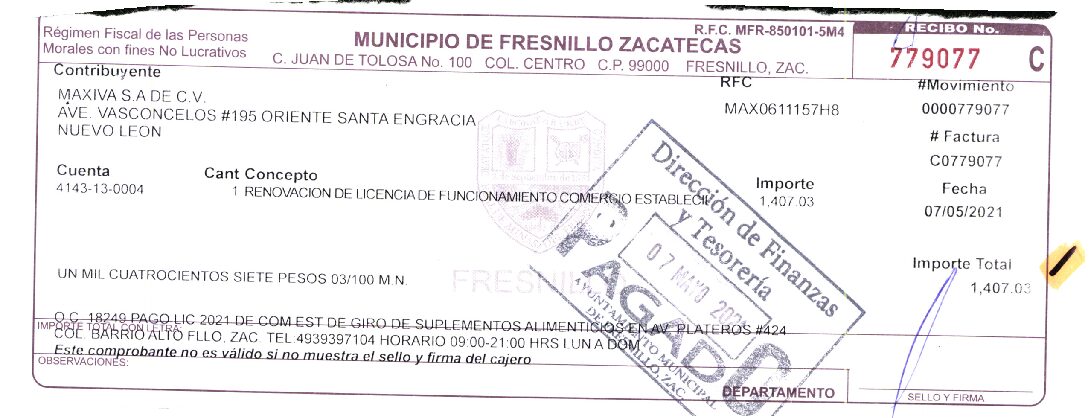 Régimen Fiscal de las Personas
Morales con fines No Lucrativos
MUNICIPIO DE FRESNILLO ZACATECAS
C. JUAN DE TOLOSA No. 100 COL. CENTRO C.P. 99000 FRESNILLO, ZAC.
R.F.C. MFR-850101-5M4
RECIBO No.
779077 C
Contribuyente
MAXIVA S.A DE C.V.
AVE. VASCONCELOS #195 ORIENTE SANTA ENGRACIA
NUEVO LEON
RFC
MAX0611157H8
#Movimiento
0000779077
# Factura
C0779077
Fecha
07/05/2021
Cuenta
4143-13-0004
Cant Concepto
1 RENOVACION DE LICENCIA DE FUNCIONAMIENTO COMERCIO
Importe
1,407.03
Importe Total
1,407.03
UN MIL CUATROCIENTOS SIETE PESOS 03/100 M.N.
FRESNILLO
Dirección de Finanzas
y Tesorería
07 MAYO
PAGADO
AYUNTAMIENTO MUNICIPAL
DE FRESNILLO, ZAC.
O.C. 18249 PAGO LIC 2021 DE COM EST DE GIRO DE SUPLEMENTOS ALIMENTICIOS EN AV. PLATEROS #424
IMPORTE TOTAL CON LETRA:
COL. BARRIO ALTO FLLO. ZAC. TEL:4939397104 HORARIO 09:00-21:00 HRS LUN A DOM
Este comprobante no es válido si no muestra el sello y firma del cajero
OBSERVACIONES:
DEPARTAMENTO
SELLO Y FIRMA